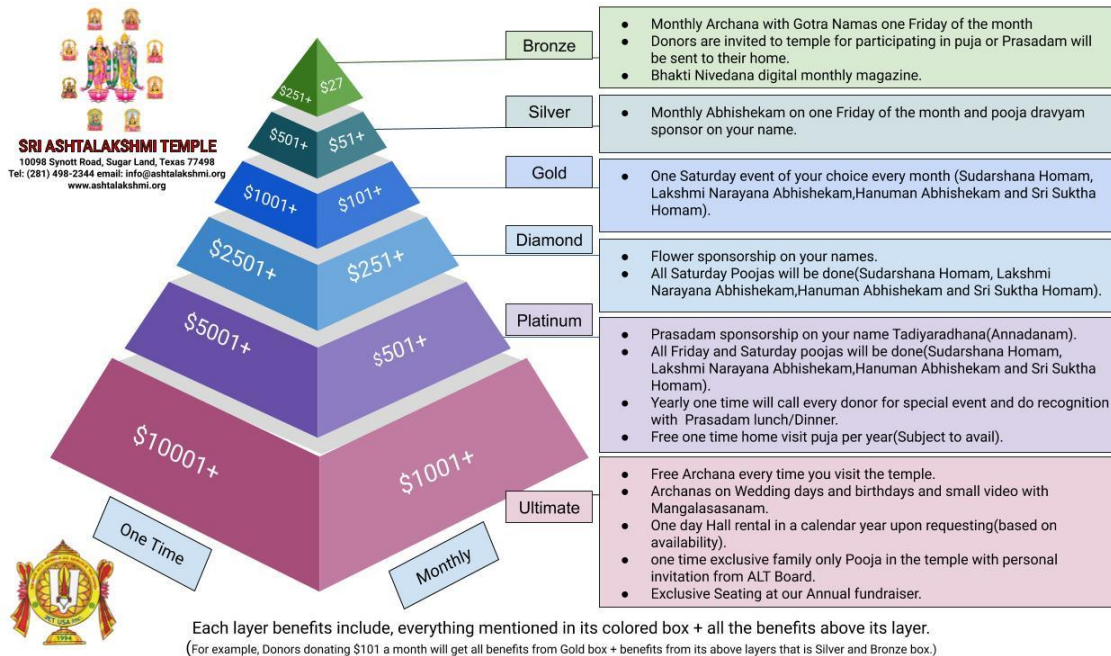 SRI ASHTALAKSHMI TEMPLE
10098 Synott Road, Sugar Land, Texas 77498
Tel: (281) 498-2344 email: info@ashtalakshmi.org
www.ashtalakshmi.org
$251+ $27
$501+ $51+
$1001+ $101+
$2501+ $251+
$5001+ $501+
$10001+ $1001+
One Time
Monthly
Bronze
● Monthly Archana with Gotra Namas one Friday of the month
● Donors are invited to temple for participating in puja or Prasadam will
be sent to their home.
● Bhakti Nivedana digital monthly magazine.
Silver
● Monthly Abhishekam on one Friday of the month and pooja dravyam
sponsor on your name.
Gold
● One Saturday event of your choice every month (Sudarshana Homam,
Lakshmi Narayana Abhishekam,Hanuman Abhishekam and Sri Suktha
Homam).
Diamond
● Flower sponsorship on your names.
● All Saturday Poojas will be done(Sudarshana Homam, Lakshmi
Narayana Abhishekam,Hanuman Abhishekam and Sri Suktha Homam).
Platinum
● Prasadam sponsorship on your name Tadiyaradhana(Annadanam).
● All Friday and Saturday poojas will be done(Sudarshana Homam,
Lakshmi Narayana Abhishekam,Hanuman Abhishekam and Sri Suktha
Homam).
● Yearly one time will call every donor for special event and do recognition
with Prasadam lunch/Dinner.
● Free one time home visit puja per year(Subject to avail).
Ultimate
● Free Archana every time you visit the temple.
● Archanas on Wedding days and birthdays and small video with
Mangalasasanam.
● One day Hall rental in a calendar year upon requesting(based on
availability).
● one time exclusive family only Pooja in the temple with personal
invitation from ALT Board.
● Exclusive Seating at our Annual fundraiser.
JET USA INC
1994
Each layer benefits include, everything mentioned in its colored box + all the benefits above its layer.
(For example, Donors donating $101 a month will get all benefits from Gold box + benefits from its above layers that is Silver and Bronze box.)